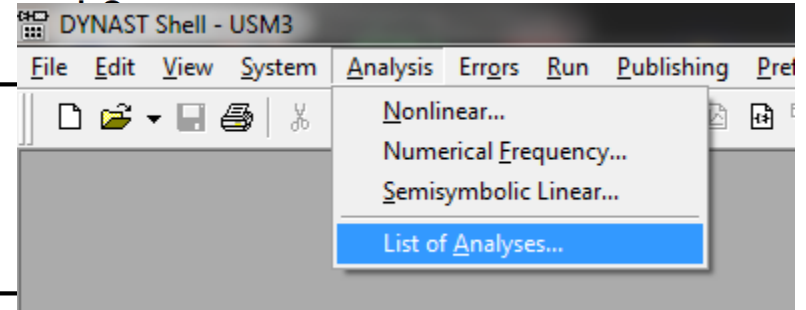 DYNAST Shell - USM3
File Edit View System Analysis Errors Run Publishing Pref
Nonlinear...
Numerical Frequency...
Semisymbolic Linear...
List of Analyses...